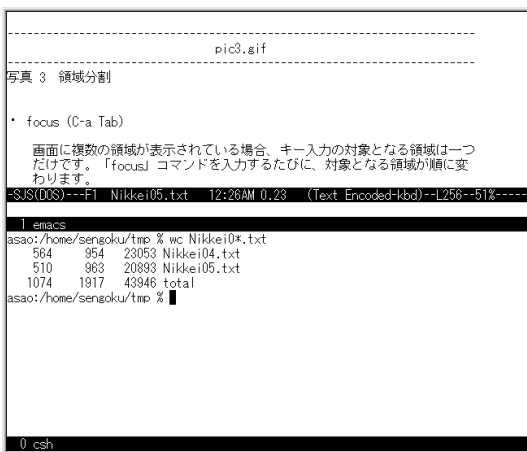 ---------------------------------------------------------------------
pic3.gif
---------------------------------------------------------------------
写真 3 領域分割
・ focus (C-a Tab)
画面に複数の領域が表示されている場合、キー入力の対象となる領域は一つ
だけです。「focus」コマンドを入力するたびに、対象となる領域が順に変
わります。
-SJS(DOS)---F1 Nikkei05.txt 12:26AM 0.23 (Text Encoded-kbd)--L256--51%-----
1 emacs
asao:/home/sengoku/tmp % wc Nikkei0*.txt
564 954 23053 Nikkei04.txt
510 963 20893 Nikkei05.txt
1074 1917 43946 total
asao:/home/sengoku/tmp %
0 csh